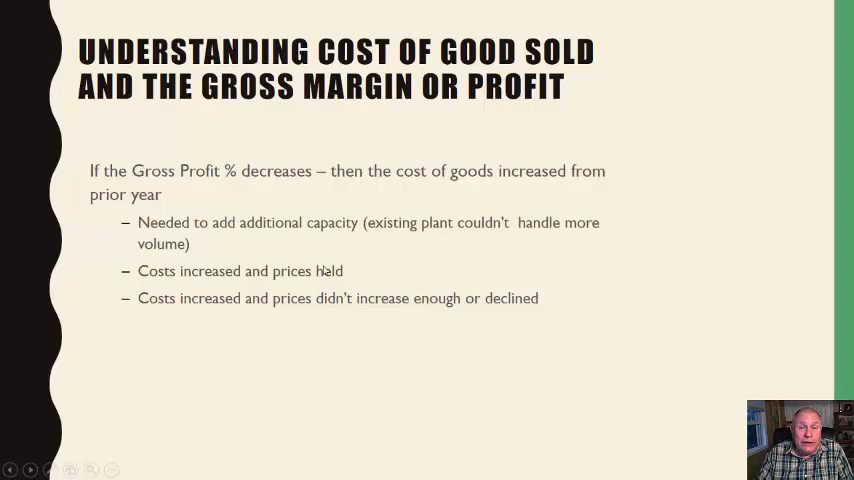 UNDERSTANDING COST OF GOOD SOLD
AND THE GROSS MARGIN OR PROFIT
If the Gross Profit % decreases – then the cost of goods increased from
prior year
– Needed to add additional capacity (existing plant couldn't handle more
volume)
– Costs increased and prices held
– Costs increased and prices didn't increase enough or declined